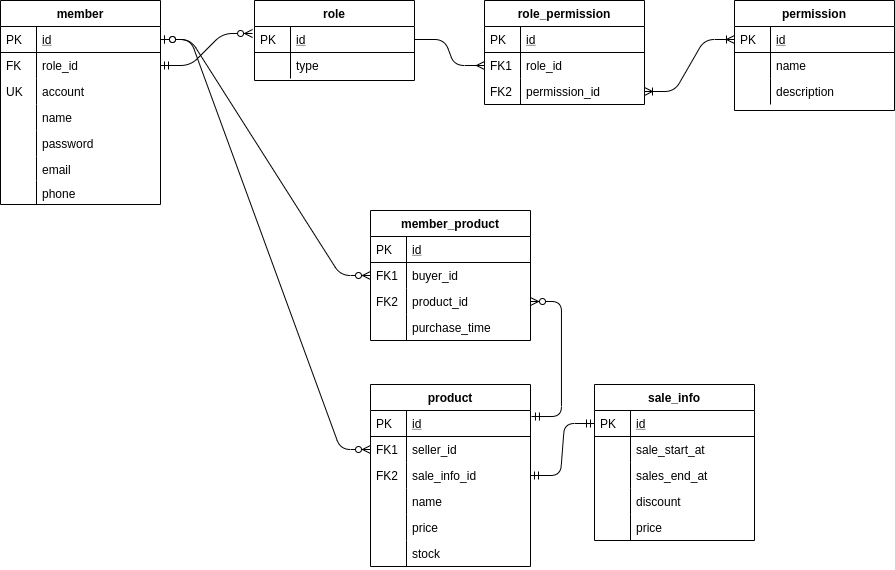 member
PK id
FK role_id
UK account
name
password
email
phone
role
PK id
type
role_permission
PK id
FK1 role_id
FK2 permission_id
permission
PK id
name
description
member_product
PK id
FK1 buyer_id
FK2 product_id
purchase_time
product
PK id
FK1 seller_id
FK2 sale_info_id
name
price
stock
sale_info
PK id
sale_start_at
sales_end_at
discount
price